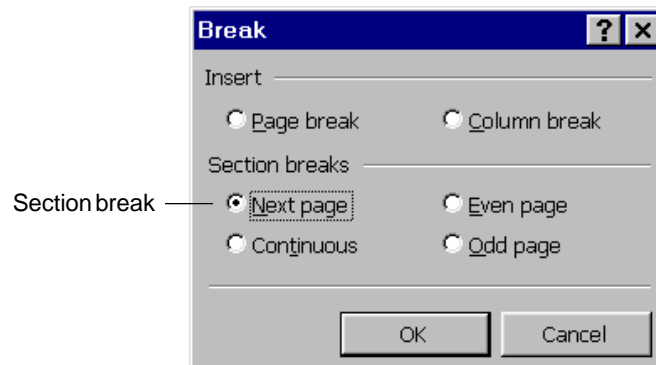 Break ? ×
Insert
Page break Column break
Section breaks
Section break Next page Even page
Continuous Odd page
OK Cancel